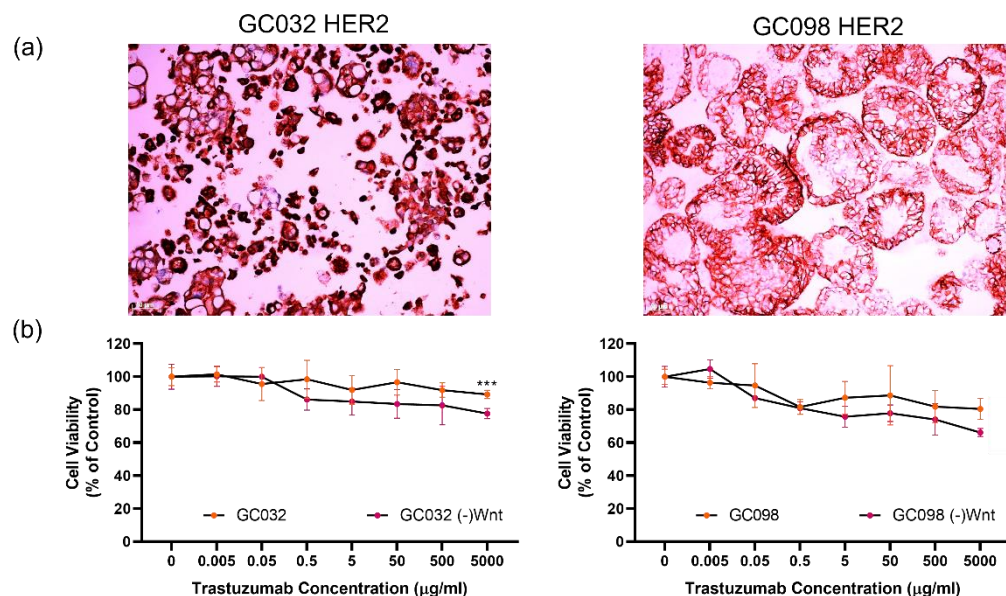 GC032 HER2
GC098 HER2
(a)
(b)
Cell Viability
(% of Control)
120
100
80
60
40
20
0
***
GC032
GC032 (-)Wnt
0
0.005
0.05
0.5
5
50
500
5000
Trastuzumab Concentration (μg/ml)
Cell Viability
(% of Control)
120
100
80
60
40
20
0
GC098
GC098 (-)Wnt
0
0.005
0.05
0.5
5
50
500
5000
Trastuzumab Concentration (μg/ml)